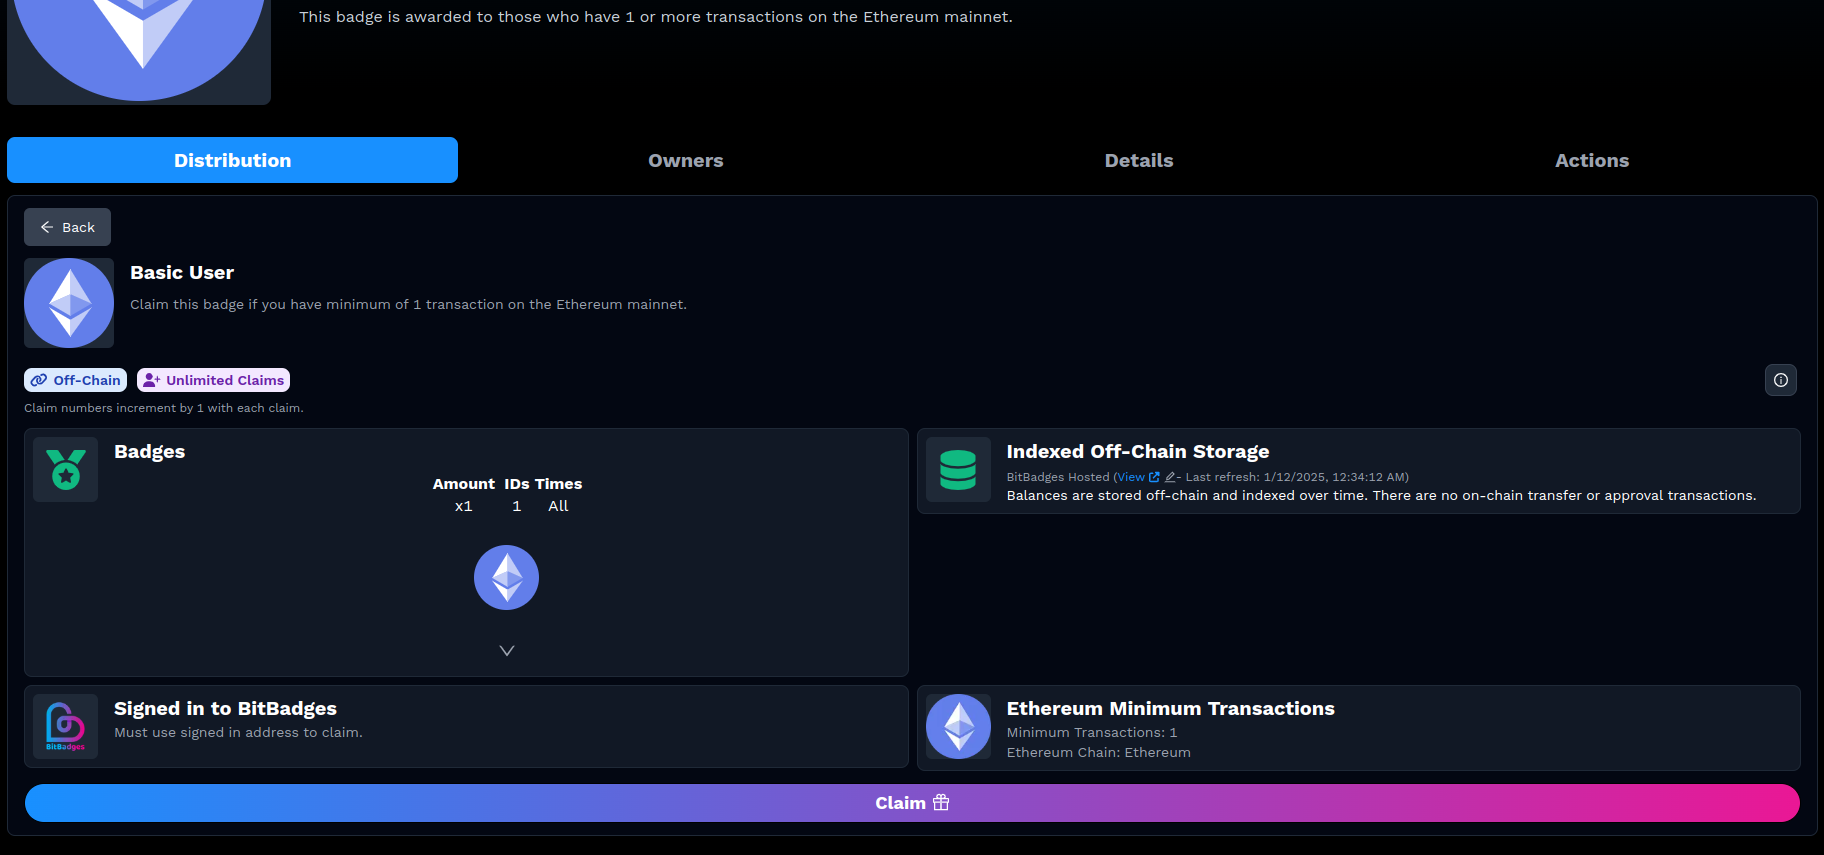 This badge is awarded to those who have 1 or more transactions on the Ethereum mainnet.
Distribution Owners Details Actions
Back
Basic User
Claim this badge if you have minimum of 1 transaction on the Ethereum mainnet.
Off-Chain Unlimited Claims
Claim numbers increment by 1 with each claim.
Badges
Amount IDs Times
x1 1 All
Indexed Off-Chain Storage
BitBadges Hosted (View - Last refresh: 1/12/2025, 12:34:12 AM)
Balances are stored off-chain and indexed over time. There are no on-chain transfer or approval transactions.
BitBadges
Signed in to BitBadges
Must use signed in address to claim.
Ethereum Minimum Transactions
Minimum Transactions: 1
Ethereum Chain: Ethereum
Claim